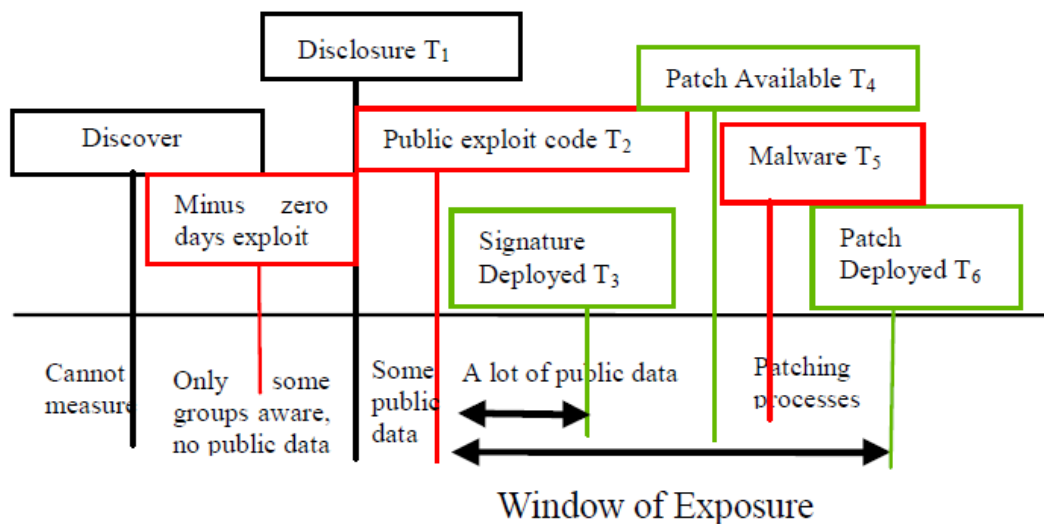 Disclosure T₁
Patch Available T₄
Discover
Public exploit code T₂
Malware T₅
Minus zero
days exploit
Signature
Deployed T₃
Patch
Deployed T₆
Cannot
measure
Only some
groups aware,
no public data
Some
public
data
A lot of public data
Patching
processes
Window of Exposure